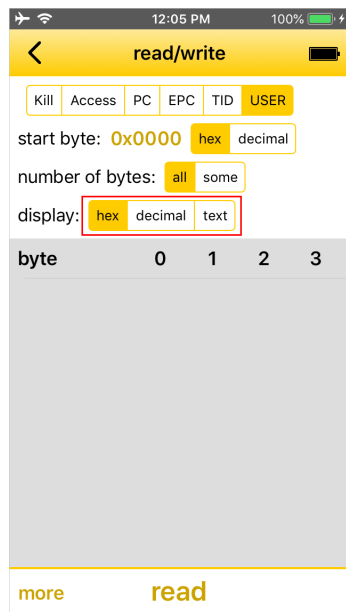 12:05 PM 100%
read/write
Kill Access PC EPC TID USER
start byte: 0x0000 hex decimal
number of bytes: all some
display: hex decimal text
byte 0 1 2 3
more read